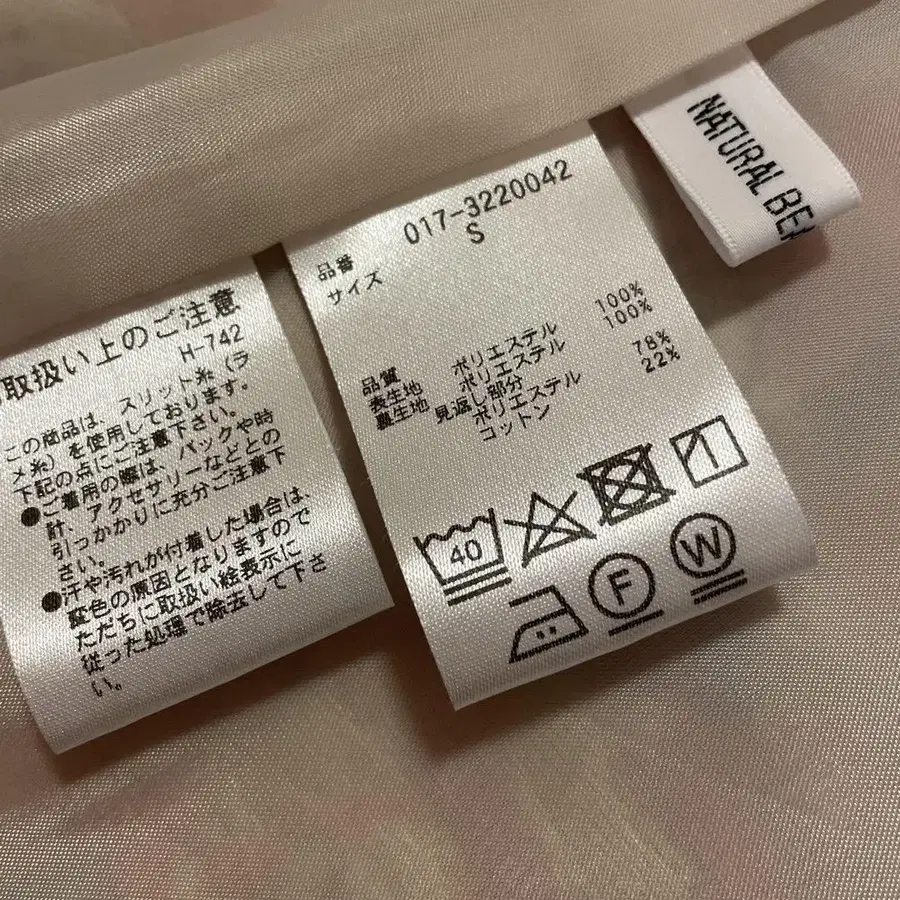 取扱い上のご注意
H-742
この商品は、スリット糸(ラ
メ糸)を使用しております。
下記の点にご注意下さい。
●ご着用の際は、バックや時
計、アクセサリーなどとの
引っかかりに充分ご注意下
さい。
●汗や汚れが付着した場合は、
変色の原因となりますので
ただちに取扱い絵表示に
従った処理で除去して下さ
い。
品番 017-3220042
サイズ S
品質
表生地 ポリエステル 100%
裏生地 ポリエステル 100%
見返し部分
ポリエステル 78%
コットン 22%
40
F
W
NATURAL BE